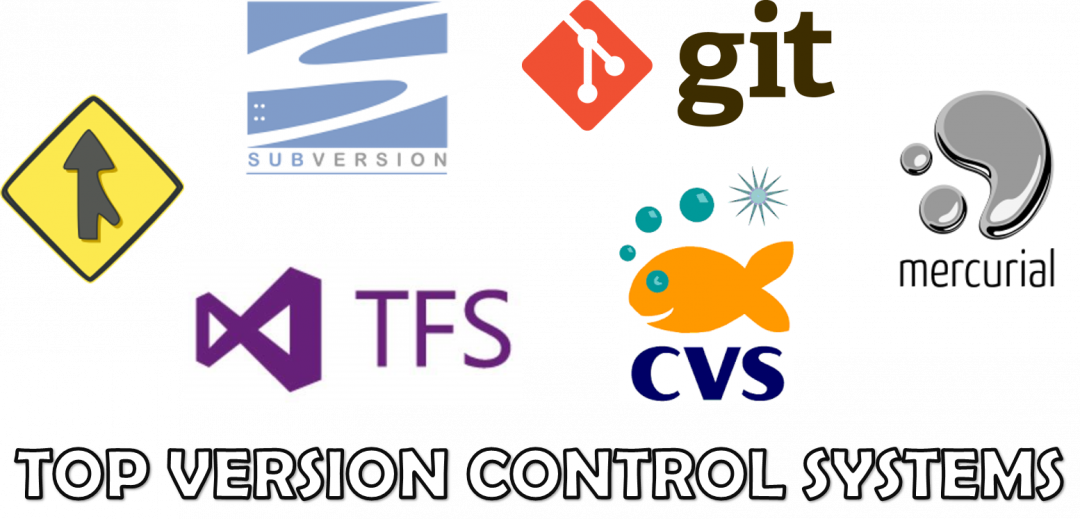 SUBVERSION
git
mercurial
TFS
CVS
TOP VERSION CONTROL SYSTEMS